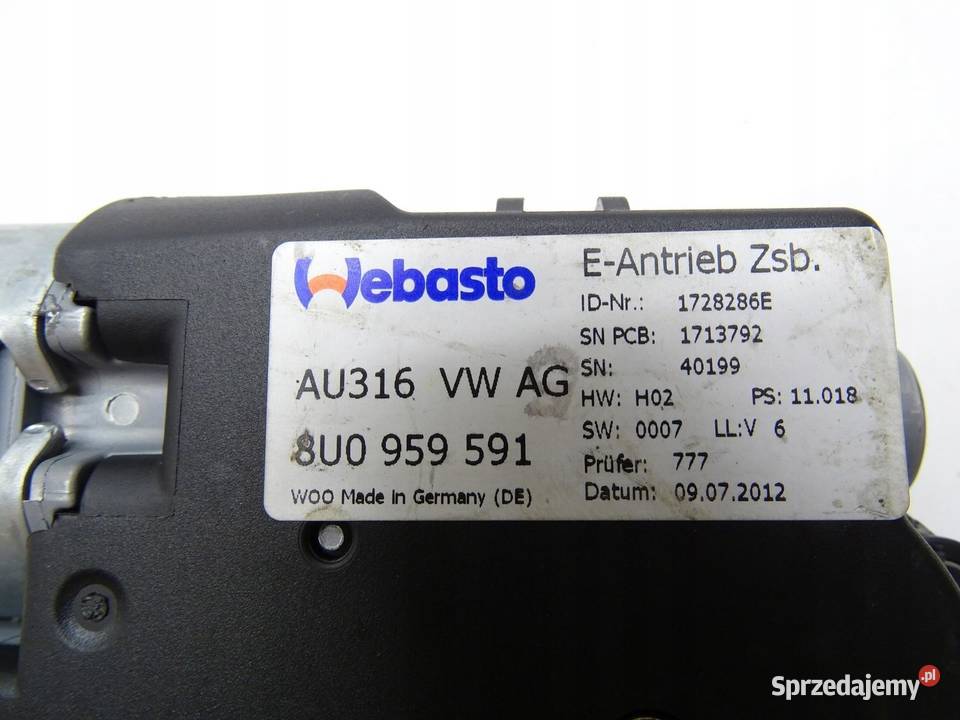 Webasto
AU316 VW AG
8U0 959 591
WOO Made in Germany (DE)
E-Antrieb Zsb.
ID-Nr.: 1728286E
SN PCB: 1713792
SN: 40199
HW: H02 PS: 11.018
SW: 0007 LL:V 6
Prüfer: 777
Datum: 09.07.2012
Sprzedajemy.pl